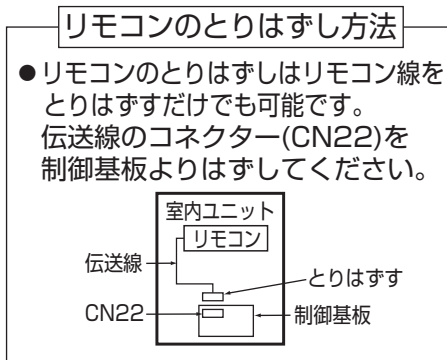 リモコンのとりはずし方法
●リモコンのとりはずしはリモコン線を
とりはずすだけでも可能です。
伝送線のコネクター(CN22)を
制御基板よりはずしてください。
室内ユニット
リモコン
伝送線
とりはずす
CN22
制御基板